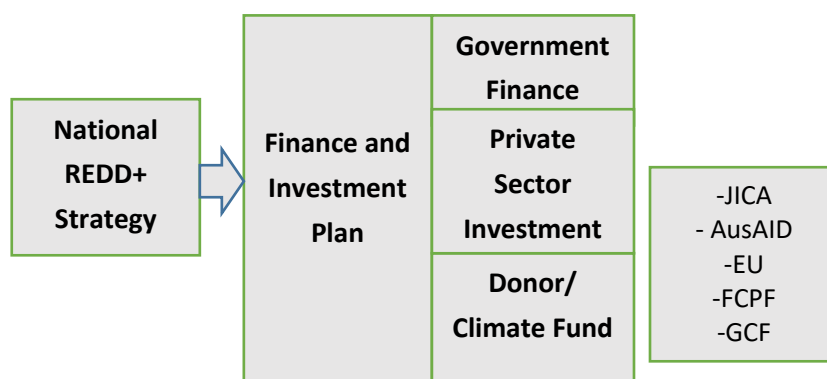 National
REDD+
Strategy
Finance and
Investment
Plan
Government
Finance
Private
Sector
Investment
Donor/
Climate Fund
-JICA
- AusAID
-EU
-FCPF
-GCF